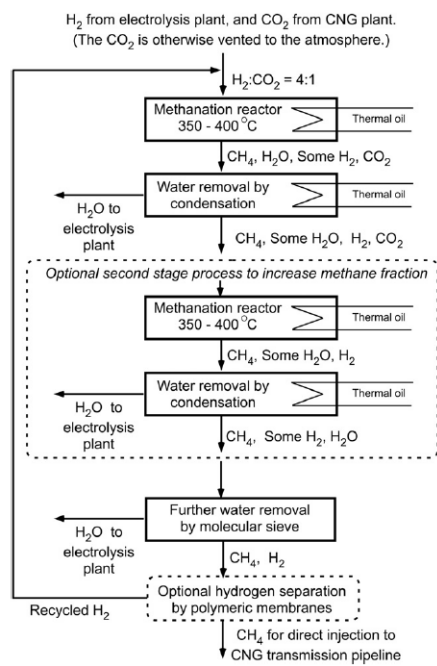 H₂ from electrolysis plant, and CO₂ from CNG plant.
(The CO₂ is otherwise vented to the atmosphere.)
H₂:CO₂ = 4:1
Methanation reactor
350 - 400 °C
Thermal oil
CH₄, H₂O, Some H₂, CO₂
Water removal by
condensation
Thermal oil
H₂O to
electrolysis
plant
CH₄, Some H₂O, H₂, CO₂
Optional second stage process to increase methane fraction
Methanation reactor
350 - 400 °C
Thermal oil
CH₄, Some H₂O, H₂
Water removal by
condensation
Thermal oil
H₂O to
electrolysis
plant
CH₄, Some H₂, H₂O
Further water removal
by molecular sieve
H₂O to
electrolysis
plant
CH₄, H₂
Optional hydrogen separation
by polymeric membranes
Recycled H₂
CH₄ for direct injection to
CNG transmission pipeline